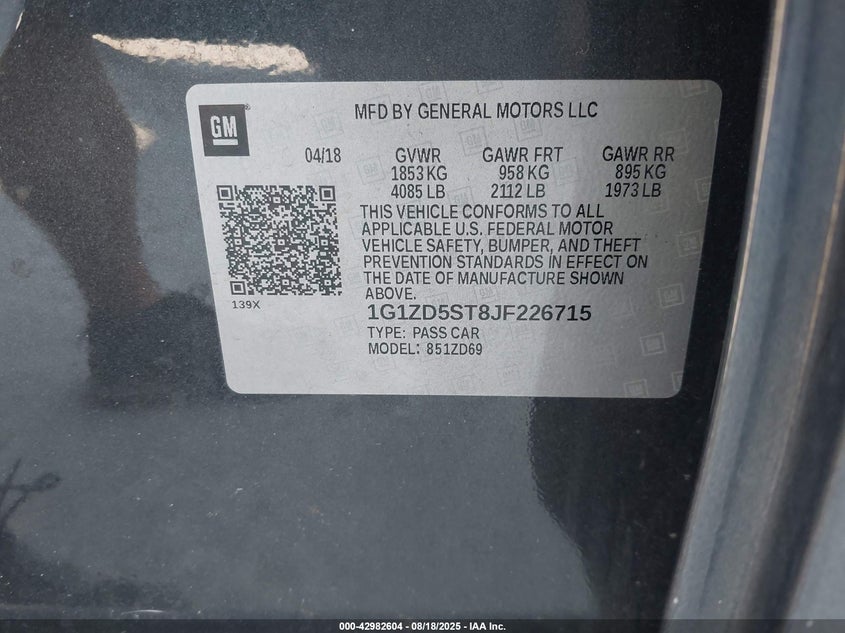 GM
MFD BY GENERAL MOTORS LLC
04/18 GVWR GAWR FRT GAWR RR
1853 KG 958 KG 895 KG
4085 LB 2112 LB 1973 LB
THIS VEHICLE CONFORMS TO ALL
APPLICABLE U.S. FEDERAL MOTOR
VEHICLE SAFETY, BUMPER, AND THEFT
PREVENTION STANDARDS IN EFFECT ON
THE DATE OF MANUFACTURE SHOWN
ABOVE.
139X
1G1ZD5ST8JF226715
TYPE: PASS CAR
MODEL: 851ZD69
000-42982604 - 08/18/2025 - IAA Inc.